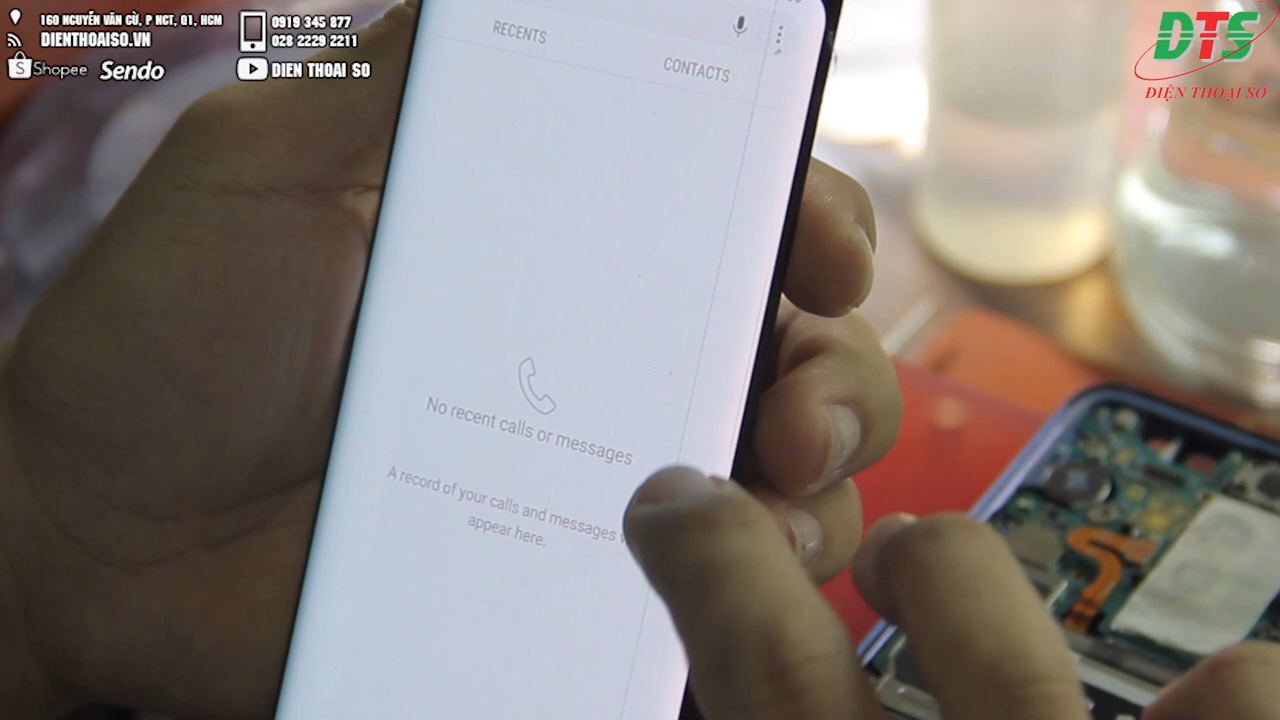 160 NGUYỄN VĂN CỪ, P NCT, Q1, HCM
DIENTHOAISO.VN
Shopee Sendo
0919 345 877
028 2229 2211
DIEN THOAI SO
DTS
ĐIỆN THOẠI SỐ
RECENTS
CONTACTS
No recent calls or messages
A record of your calls and messages
appear here.